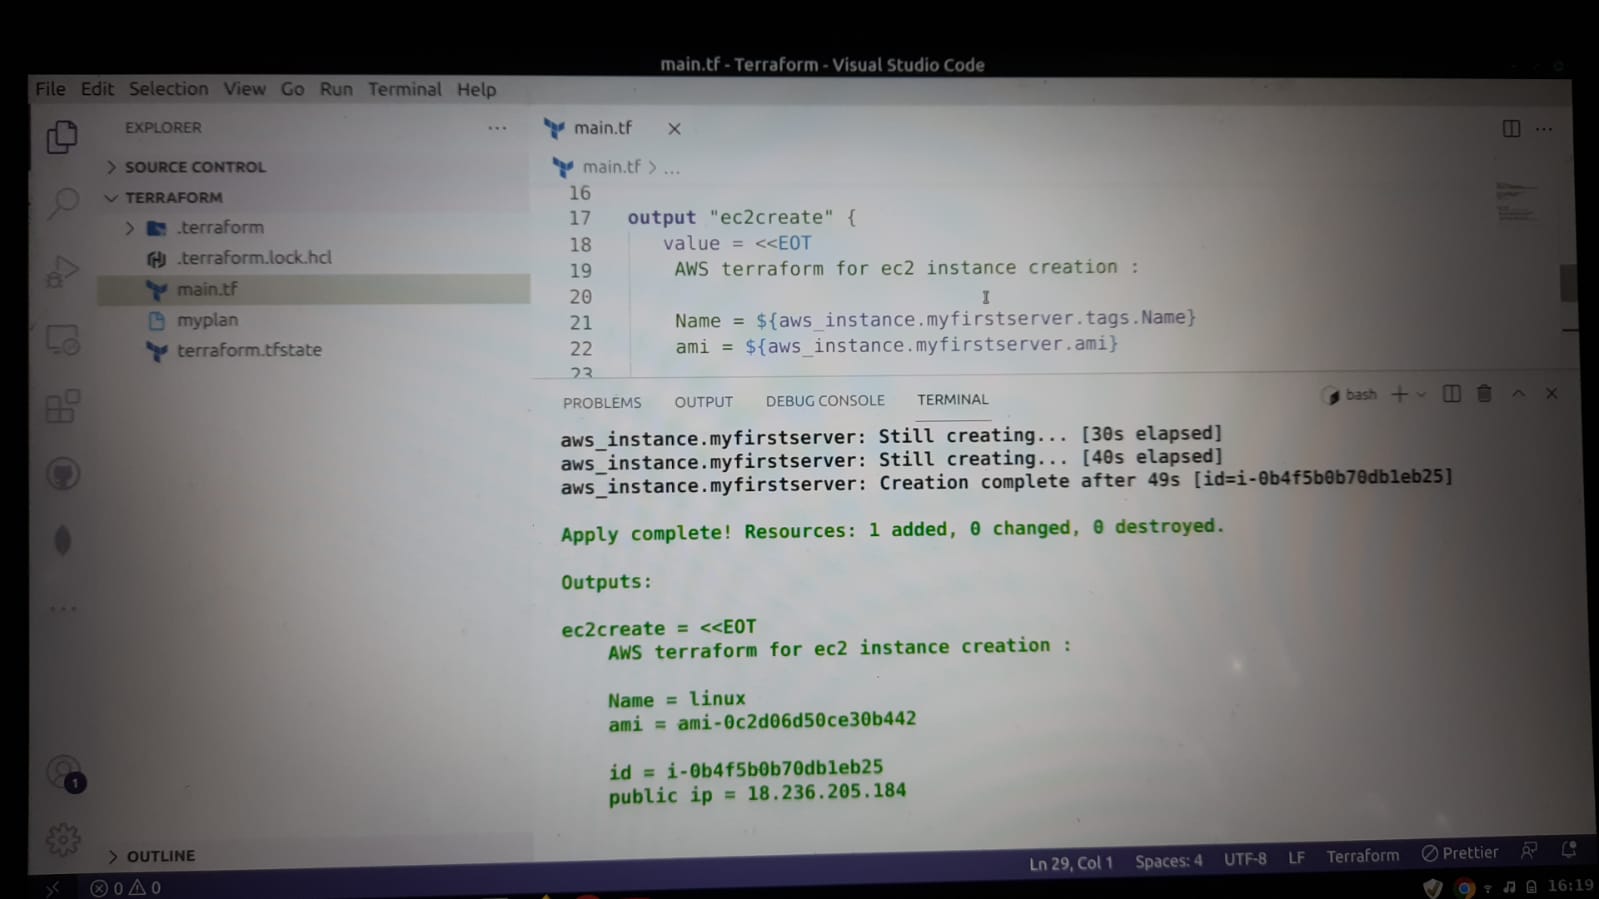 main.tf - Terraform - Visual Studio Code
File Edit Selection View Go Run Terminal Help
EXPLORER
SOURCE CONTROL
TERRAFORM
.terraform
.terraform.lock.hcl
main.tf
myplan
terraform.tfstate
OUTLINE
main.tf
main.tf > ...
16
17 output "ec2create" {
18 value = <<EOT
19 AWS terraform for ec2 instance creation :
20
21 Name = ${aws_instance.myfirstserver.tags.Name}
22 ami = ${aws_instance.myfirstserver.ami}
23
PROBLEMS OUTPUT DEBUG CONSOLE TERMINAL bash
aws_instance.myfirstserver: Still creating... [30s elapsed]
aws_instance.myfirstserver: Still creating... [40s elapsed]
aws_instance.myfirstserver: Creation complete after 49s [id=i-0b4f5b0b70db1eb25]
Apply complete! Resources: 1 added, 0 changed, 0 destroyed.
Outputs:
ec2create = <<EOT
AWS terraform for ec2 instance creation :
Name = linux
ami = ami-0c2d06d50ce30b442
id = i-0b4f5b0b70db1eb25
public ip = 18.236.205.184
1
Ln 29, Col 1 Spaces: 4 UTF-8 LF Terraform Prettier
0 0
16:19